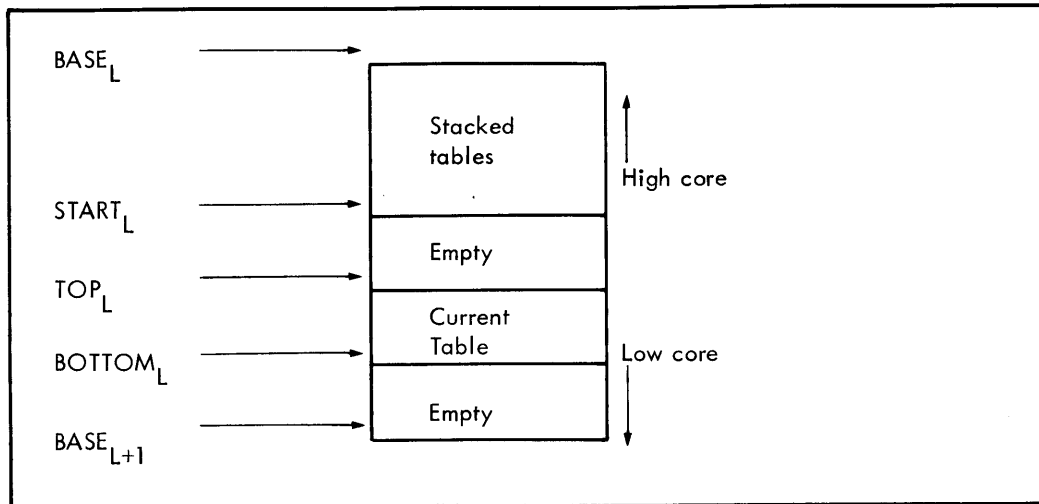 BASE_L
Stacked
tables
High core
START_L
Empty
TOP_L
Current
Table
Low core
BOTTOM_L
Empty
BASE_L+1